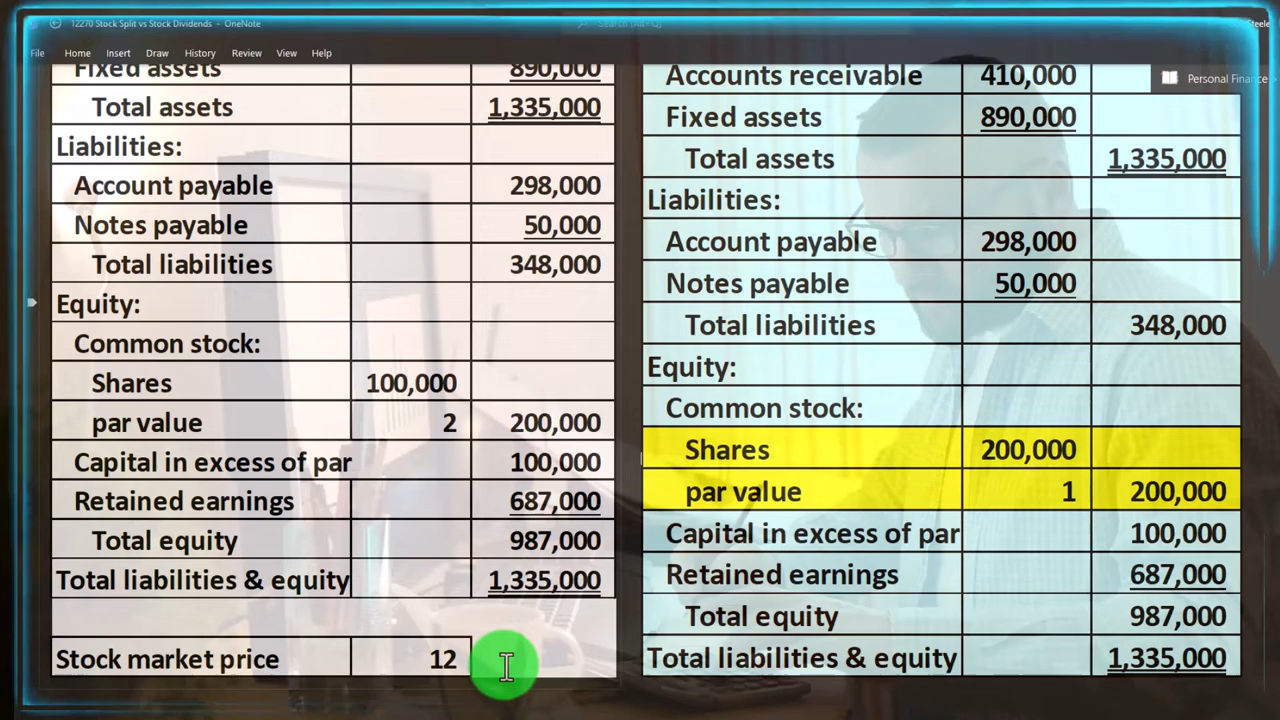 12270 Stock Split vs Stock Dividends - OneNote
Search (Alt+Q)
Steele
File Home Insert Draw History Review View Help
Personal Finance
Fixed assets 890,000
Total assets 1,335,000
Liabilities:
Account payable 298,000
Notes payable 50,000
Total liabilities 348,000
Equity:
Common stock:
Shares 100,000
par value 2 200,000
Capital in excess of par 100,000
Retained earnings 687,000
Total equity 987,000
Total liabilities & equity 1,335,000
Stock market price 12
Accounts receivable 410,000
Fixed assets 890,000
Total assets 1,335,000
Liabilities:
Account payable 298,000
Notes payable 50,000
Total liabilities 348,000
Equity:
Common stock:
Shares 200,000
par value 1 200,000
Capital in excess of par 100,000
Retained earnings 687,000
Total equity 987,000
Total liabilities & equity 1,335,000